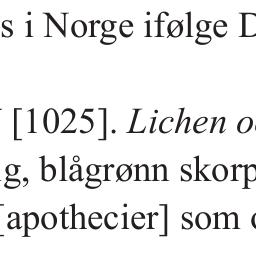 s i Norge ifølge D
[1025]. Lichen o
g, blågrønn skorp
[apothecier] som